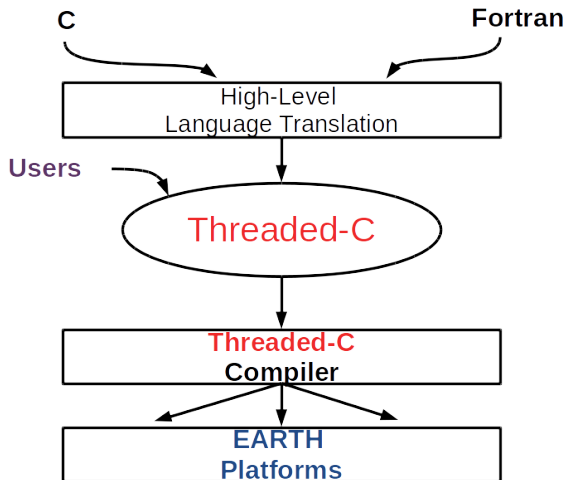 C
Fortran
High-Level
Language Translation
Users
Threaded-C
Threaded-C
Compiler
EARTH
Platforms